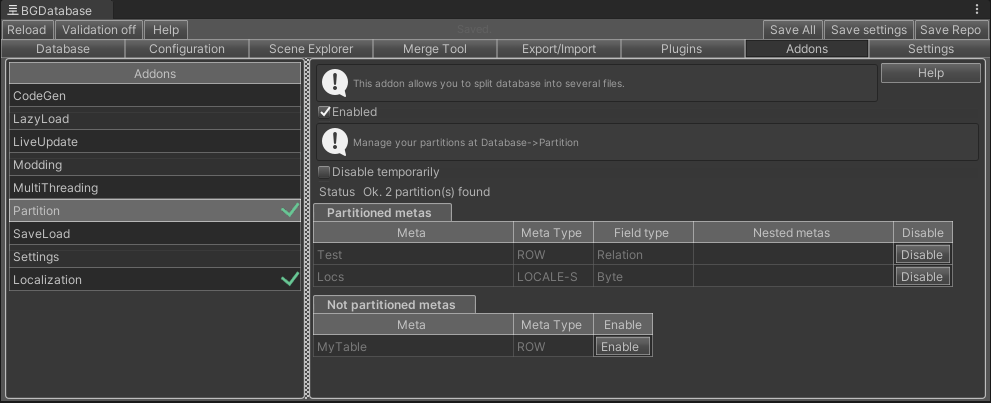 BGDatabase
Reload Validation off Help Saved Save All Save settings Save Repo
Database Configuration Scene Explorer Merge Tool Export/Import Plugins Addons Settings
Addons
CodeGen
LazyLoad
LiveUpdate
Modding
MultiThreading
Partition
SaveLoad
Settings
Localization
This addon allows you to split database into several files.
Help
Enabled
Manage your partitions at Database->Partition
Disable temporarily
Status Ok. 2 partition(s) found
Partitioned metas
Meta Meta Type Field type Nested metas Disable
Test ROW Relation Disable
Locs LOCALE-S Byte Disable
Not partitioned metas
Meta Meta Type Enable
MyTable ROW Enable